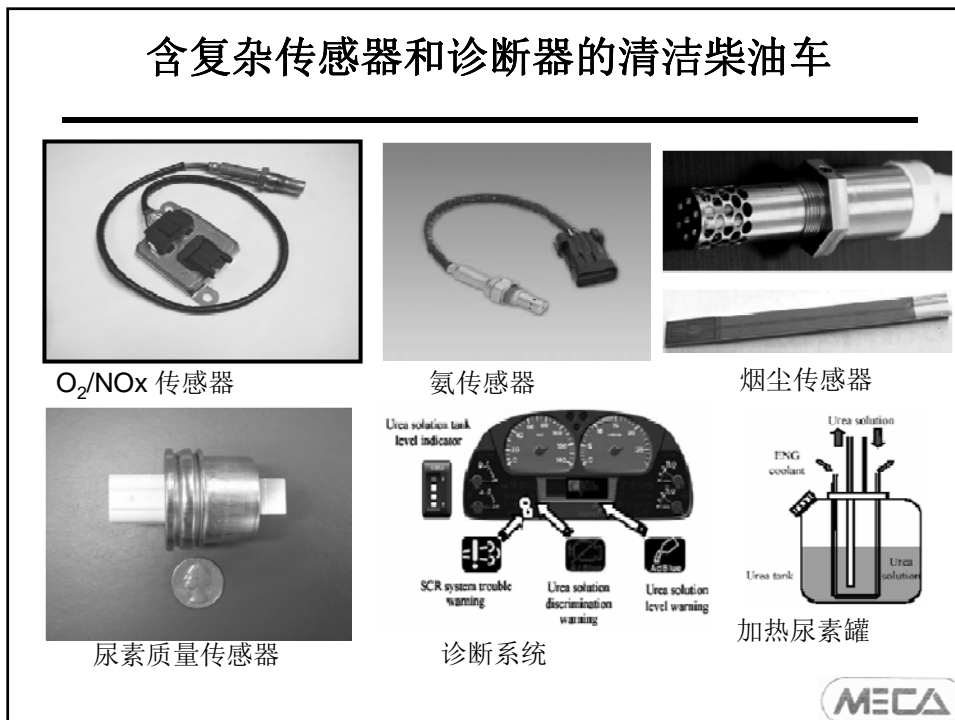 含复杂传感器和诊断器的清洁柴油车
O2/NOx 传感器
氨传感器
烟尘传感器
Urea solution tank
level indicator
SCR system trouble
warning
Urea solution
discrimination
warning
AdBlue
Urea solution
level warning
Urea solution
ENG
coolant
Urea tank
Urea
solution
尿素质量传感器
诊断系统
加热尿素罐
MECA